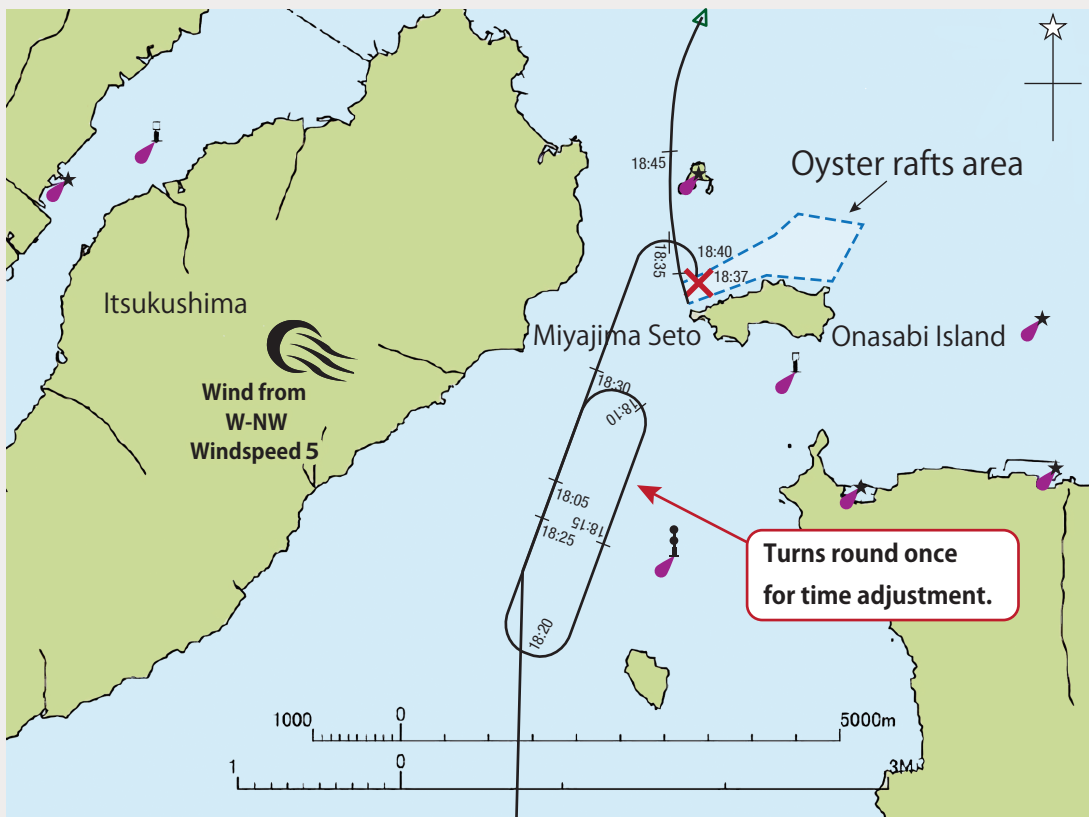 18:45
Oyster rafts area
18:40
18:35
18:37
Itsukushima
Miyajima Seto
Onasabi Island
Wind from
W-NW
Windspeed 5
18:30
18:10
18:05
18:15
18:25
Turns round once
for time adjustment.
18:20
1000
0
5000m
1
0
3M